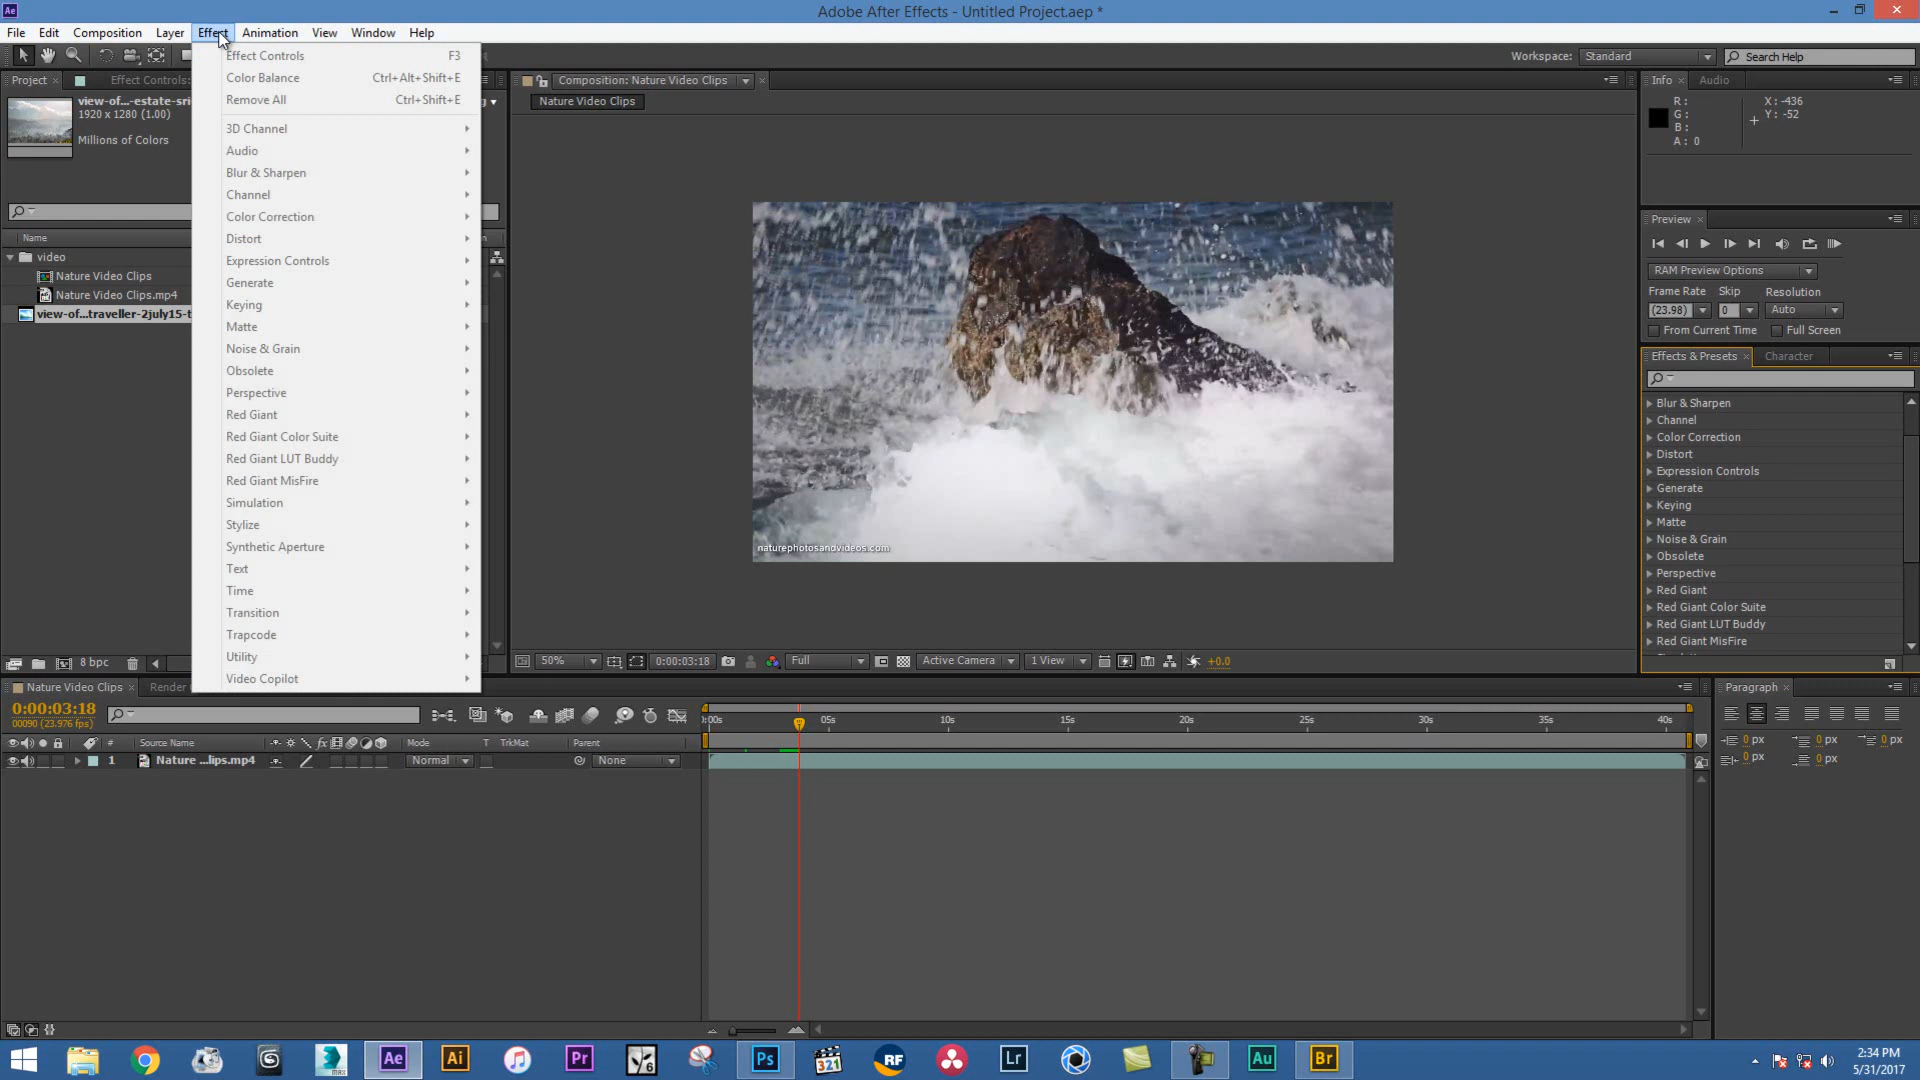 Ae
Adobe After Effects - Untitled Project.aep *
File Edit Composition Layer Effect Animation View Window Help
Workspace: Standard Search Help
Project Effect Controls:
view-of...-estate-sri
1920 x 1280 (1.00)
Millions of Colors
Name
video
Nature Video Clips
Nature Video Clips.mp4
view-of...traveller-2july15-t
8 bpc
Effect Controls F3
Color Balance Ctrl+Alt+Shift+E
Remove All Ctrl+Shift+E
3D Channel
Audio
Blur & Sharpen
Channel
Color Correction
Distort
Expression Controls
Generate
Keying
Matte
Noise & Grain
Obsolete
Perspective
Red Giant
Red Giant Color Suite
Red Giant LUT Buddy
Red Giant MisFire
Simulation
Stylize
Synthetic Aperture
Text
Time
Transition
Trapcode
Utility
Video Copilot
Composition: Nature Video Clips
Nature Video Clips
naturephotosandvideos.com
50% 0:00:03:18 Full Active Camera 1 View +0.0
Info Audio
R: X: -436
G: Y: -52
B:
A: 0
Preview
RAM Preview Options
Frame Rate Skip Resolution
(23.98) 0 Auto
From Current Time Full Screen
Effects & Presets Character
Blur & Sharpen
Channel
Color Correction
Distort
Expression Controls
Generate
Keying
Matte
Noise & Grain
Obsolete
Perspective
Red Giant
Red Giant Color Suite
Red Giant LUT Buddy
Red Giant MisFire
Nature Video Clips Render
0:00:03:18
00090 (23.976 fps)
# Source Name Mode T TrkMat Parent
1 Nature ...lips.mp4 Normal None
:00s 05s 10s 15s 20s 25s 30s 35s 40s
Paragraph
0 px 0 px 0 px
0 px 0 px
Ae Ai Pr Ps 321 RF Lr Au Br
2:34 PM
5/31/2017